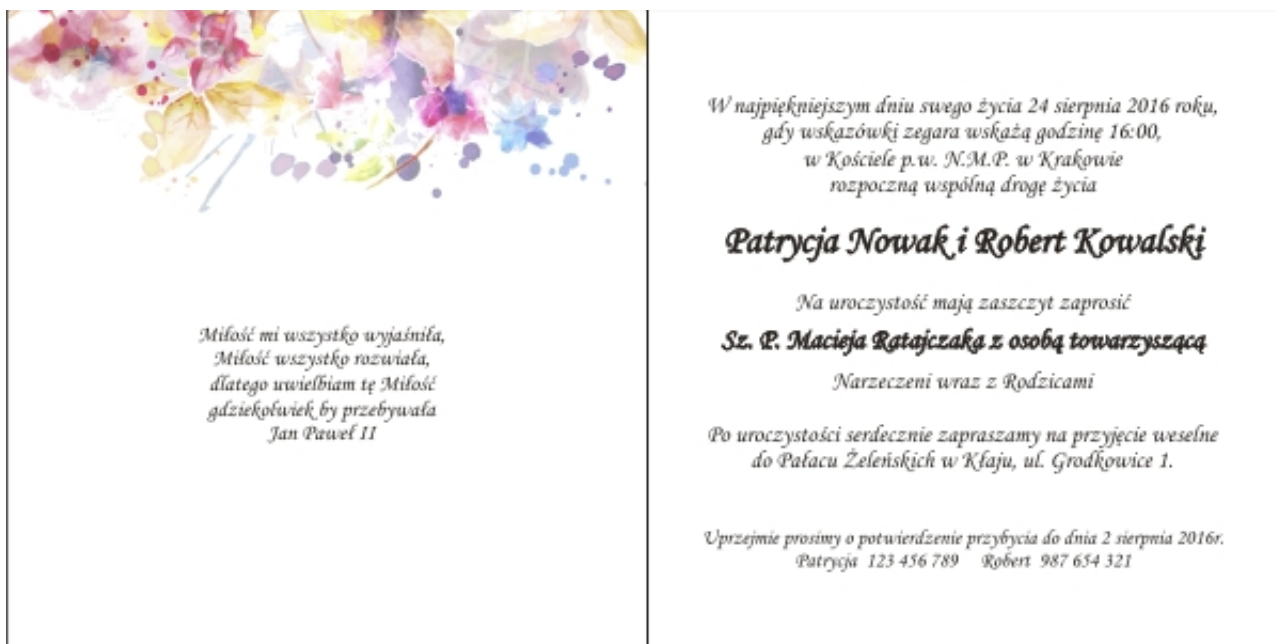 Miłość mi wszystko wyjaśniła,
Miłość wszystko rozwiała,
dlatego uwielbiam tę Miłość
gdziekolwiek by przebywała
Jan Paweł II
W najpiękniejszym dniu swego życia 24 sierpnia 2016 roku,
gdy wskazówki zegara wskażą godzinę 16:00,
w Kościele p.w. N.M.P. w Krakowie
rozpoczną wspólną drogę życia
Patrycja Nowak i Robert Kowalski
Na uroczystość mają zaszczyt zaprosić
Sz. P. Macieja Ratajczaka z osobą towarzyszącą
Narzeczeni wraz z Rodzicami
Po uroczystości serdecznie zapraszamy na przyjęcie weselne
do Pałacu Żeleńskich w Kłaju, ul. Grodkowice 1.
Uprzejmie prosimy o potwierdzenie przybycia do dnia 2 sierpnia 2016r.
Patrycja 123 456 789 Robert 987 654 321